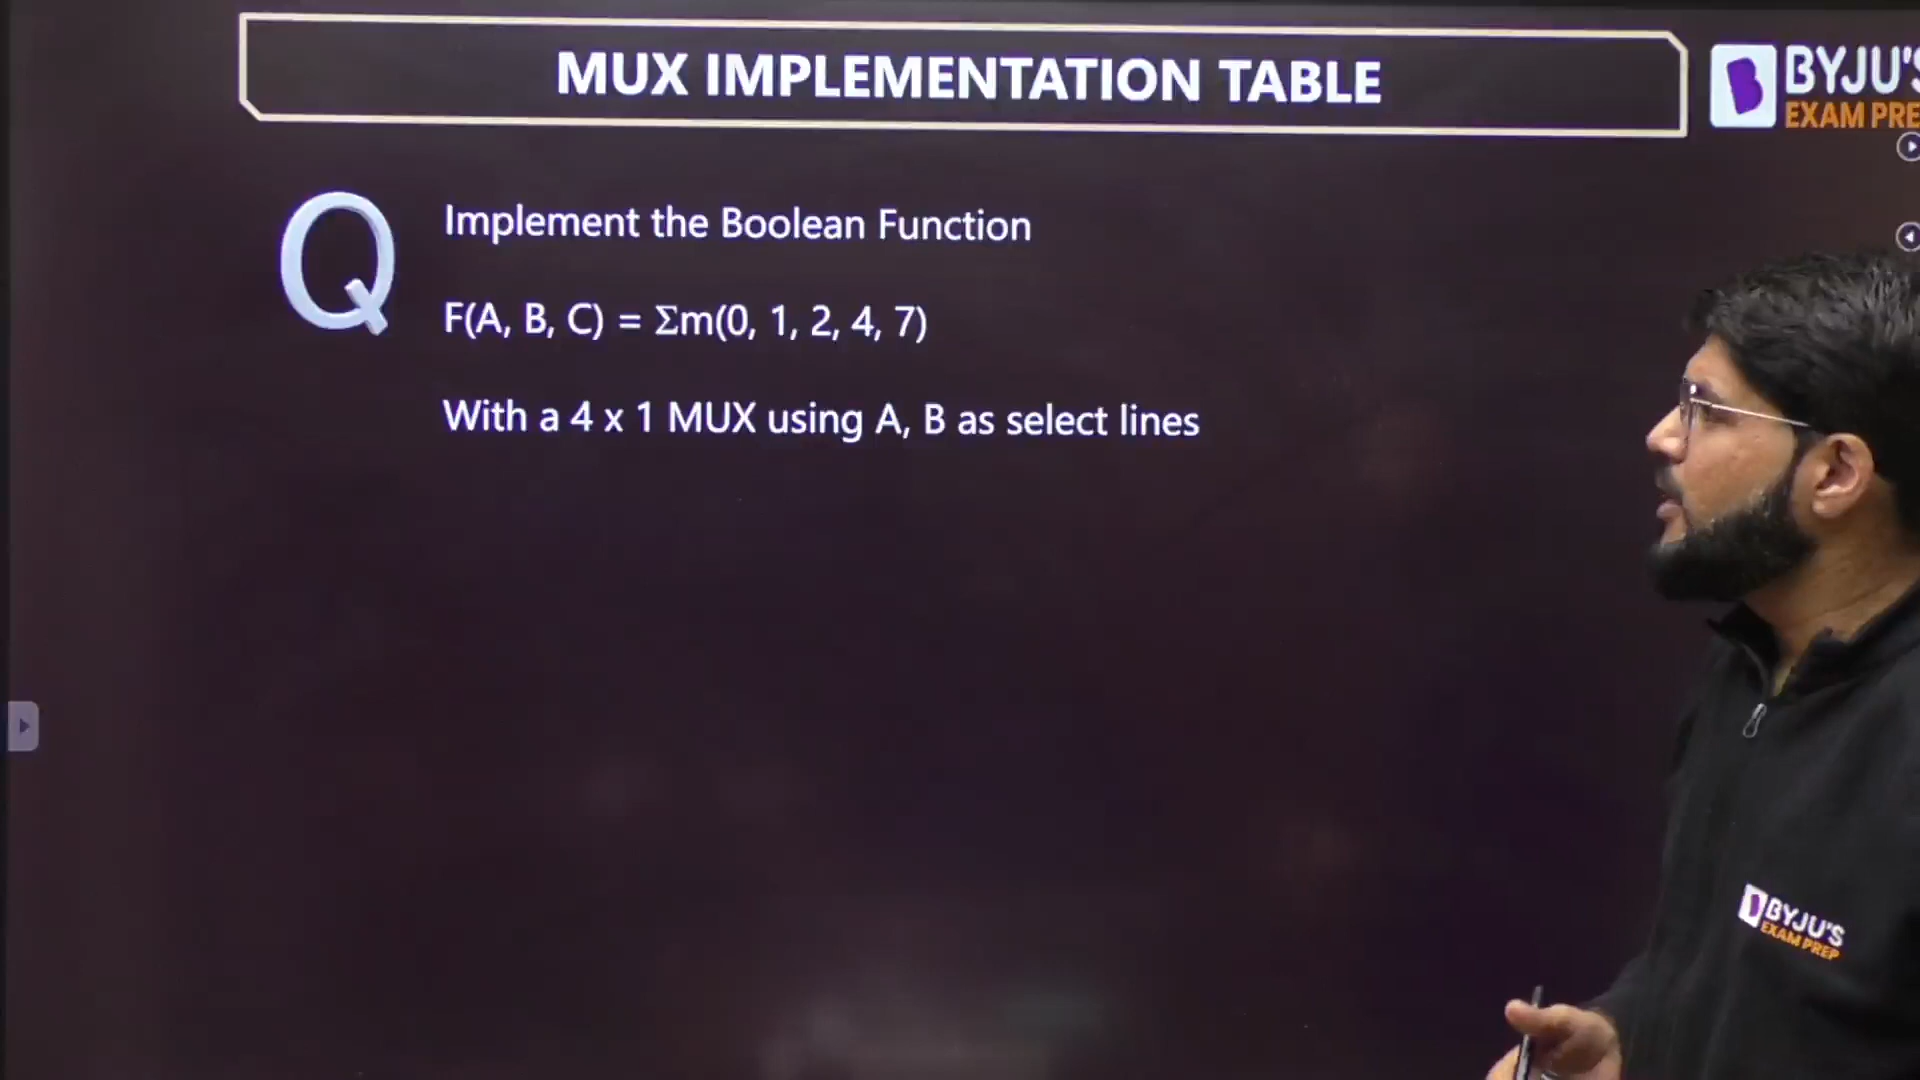 MUX IMPLEMENTATION TABLE
BYJU'S
EXAM PRE
Q
Implement the Boolean Function
F(A, B, C) = Σm(0, 1, 2, 4, 7)
With a 4 x 1 MUX using A, B as select lines
BYJU'S
EXAM PREP